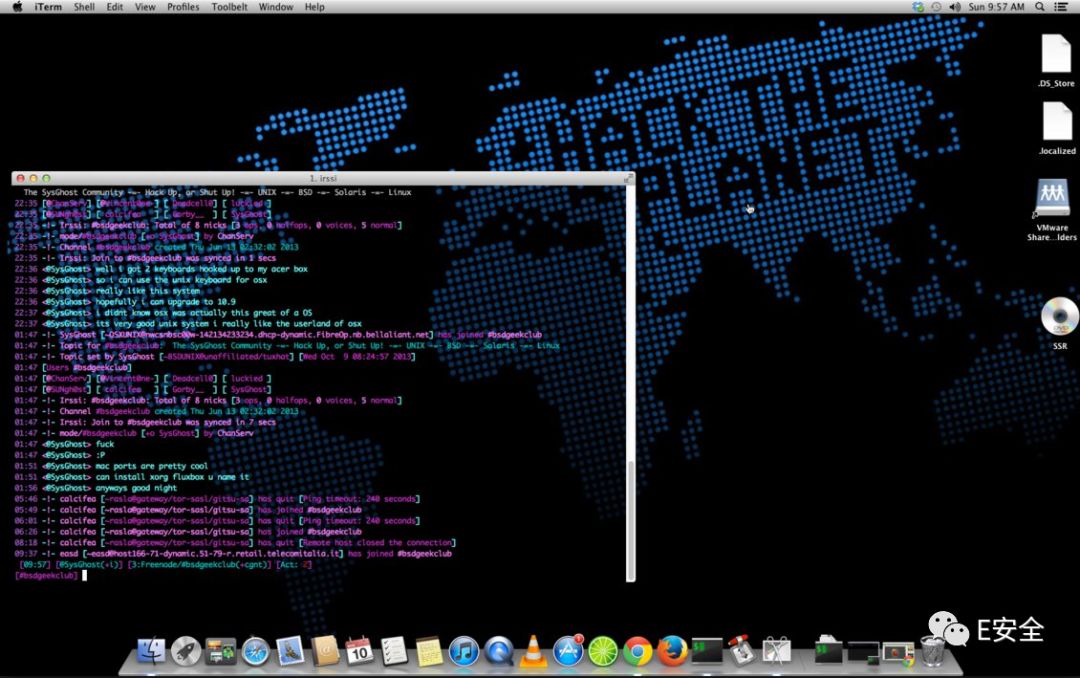 iTerm Shell Edit View Profiles Toolbelt Window Help
Sun 9:57 AM
.DS_Store
.localized
VMware
Share...lders
DVD
SSR
1. irssi
The SysGhost Community -=- Hack Up, or Shut Up! -=- UNIX -=- BSD -=- Solaris -=- Linux
22:35 [@ChanServ] [@Vincent0ne-] [ Deadcell0] [ luckied ]
22:35 [@SUNgh0st] [ calcifea ] [ Gorby__ ] [ SysGhost]
22:35 -!- Irssi: #bsdgeekclub: Total of 8 nicks [3 ops, 0 halfops, 0 voices, 5 normal]
22:35 -!- mode/#bsdgeekclub [+o SysGhost] by ChanServ
22:35 -!- Channel #bsdgeekclub created Thu Jun 13 02:32:02 2013
22:35 -!- Irssi: Join to #bsdgeekclub was synced in 1 secs
22:36 <@SysGhost> well i got 2 keyboards hooked up to my acer box
22:36 <@SysGhost> so i can use the unix keyboard for osx
22:36 <@SysGhost> really like this system
22:36 <@SysGhost> hopefully i can upgrade to 10.9
22:37 <@SysGhost> i didnt know osx was actually this great of a OS
22:37 <@SysGhost> its very good unix system i really like the userland of osx
01:47 -!- SysGhost [~OSXUNIX@nwcsnbsc00w-142134233234.dhcp-dynamic.FibreOp.nb.bellaliant.net] has joined #bsdgeekclub
01:47 -!- Topic for #bsdgeekclub: The SysGhost Community -=- Hack Up, or Shut Up! -=- UNIX -=- BSD -=- Solaris -=- Linux
01:47 -!- Topic set by SysGhost [~BSDUNIX@unaffiliated/tuxhat] [Wed Oct 9 08:24:57 2013]
01:47 [Users #bsdgeekclub]
01:47 [@ChanServ] [@Vincent0ne-] [ Deadcell0] [ luckied ]
01:47 [@SUNgh0st] [ calcifea ] [ Gorby__ ] [ SysGhost]
01:47 -!- Irssi: #bsdgeekclub: Total of 8 nicks [3 ops, 0 halfops, 0 voices, 5 normal]
01:47 -!- Channel #bsdgeekclub created Thu Jun 13 02:32:02 2013
01:47 -!- Irssi: Join to #bsdgeekclub was synced in 7 secs
01:47 -!- mode/#bsdgeekclub [+o SysGhost] by ChanServ
01:47 <@SysGhost> fuck
01:47 <@SysGhost> :P
01:51 <@SysGhost> mac ports are pretty cool
01:51 <@SysGhost> can install xorg fluxbox u name it
01:56 <@SysGhost> anyways good night
05:46 -!- calcifea [~rasla@gateway/tor-sasl/gitsu-sa] has quit [Ping timeout: 240 seconds]
05:49 -!- calcifea [~rasla@gateway/tor-sasl/gitsu-sa] has joined #bsdgeekclub
06:01 -!- calcifea [~rasla@gateway/tor-sasl/gitsu-sa] has quit [Ping timeout: 240 seconds]
06:26 -!- calcifea [~rasla@gateway/tor-sasl/gitsu-sa] has joined #bsdgeekclub
08:18 -!- calcifea [~rasla@gateway/tor-sasl/gitsu-sa] has quit [Remote host closed the connection]
09:37 -!- easd [~easd@host166-71-dynamic.51-79-r.retail.telecomitalia.it] has joined #bsdgeekclub
[09:57] [@SysGhost(+i)] [3:Freenode/#bsdgeekclub(+cgnt)] [Act: 2]
[#bsdgeekclub]
10
E安全